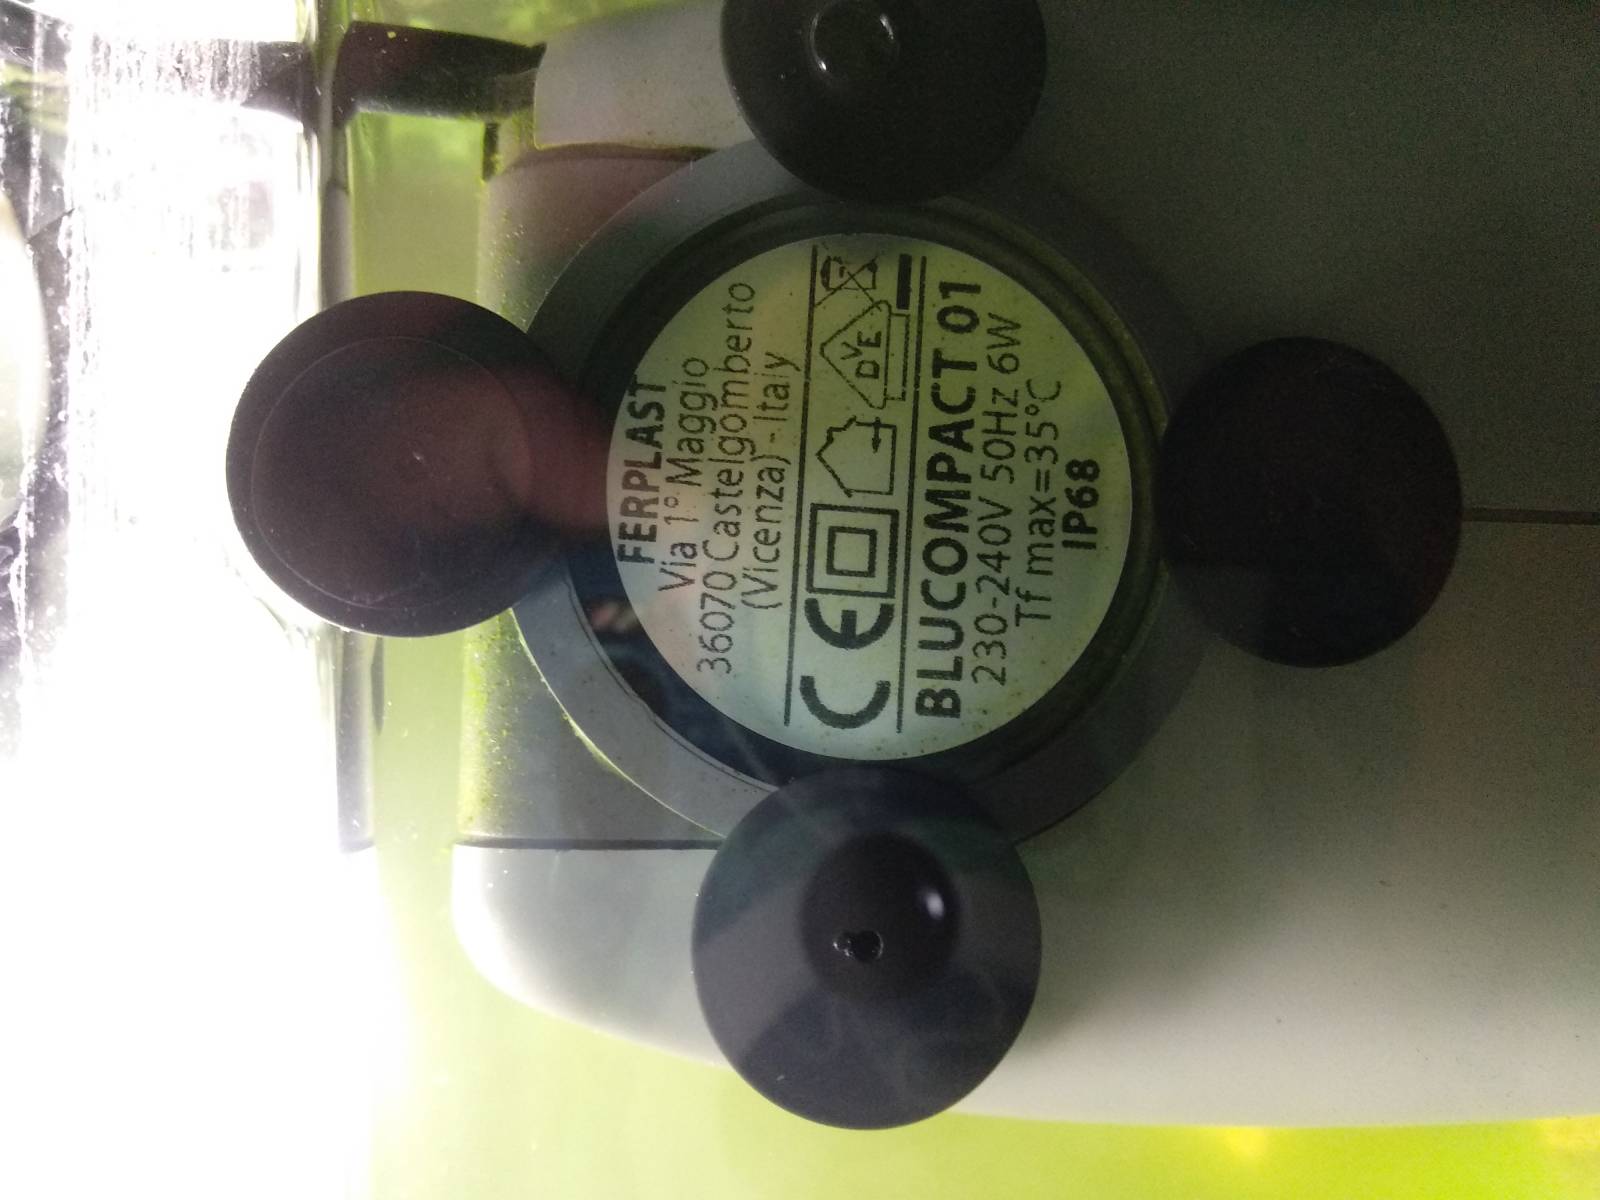 FERPLAST
Via 1° Maggio
36070 Castelgomberto
(Vicenza) - Italy
CE DVE
BLUCOMPACT 01
230-240V 50Hz 6W
Tf max=35°C
IP68